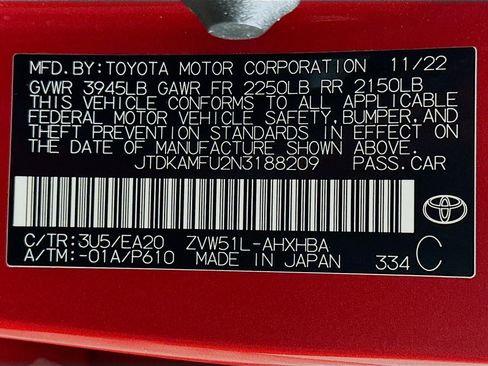 MFD.BY:TOYOTA MOTOR CORPORATION 11/22
GVWR 3945LB GAWR FR 2250LB RR 2150LB
THIS VEHICLE CONFORMS TO ALL APPLICABLE
FEDERAL MOTOR VEHICLE SAFETY,BUMPER,AND
THEFT PREVENTION STANDARDS IN EFFECT ON
THE DATE OF MANUFACTURE SHOWN ABOVE.
JTDKAMFU2N3188209 PASS.CAR
C/TR:3U5/EA20 ZVW51L-AHXHBA
A/TM:-01A/P610 MADE IN JAPAN 334 C
TOYOTA